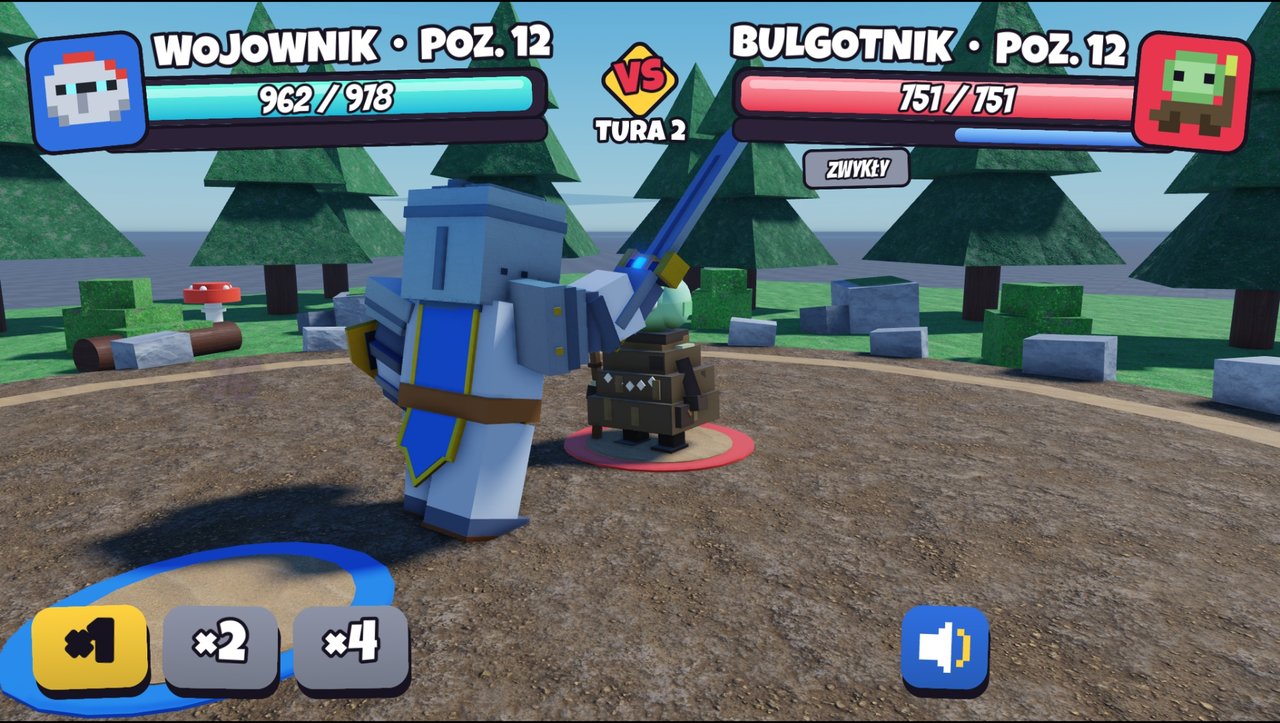 WOJOWNIK • POZ. 12
962 / 978
VS
TURA 2
BULGOTNIK • POZ. 12
751 / 751
ZWYKŁY
×1
×2
×4